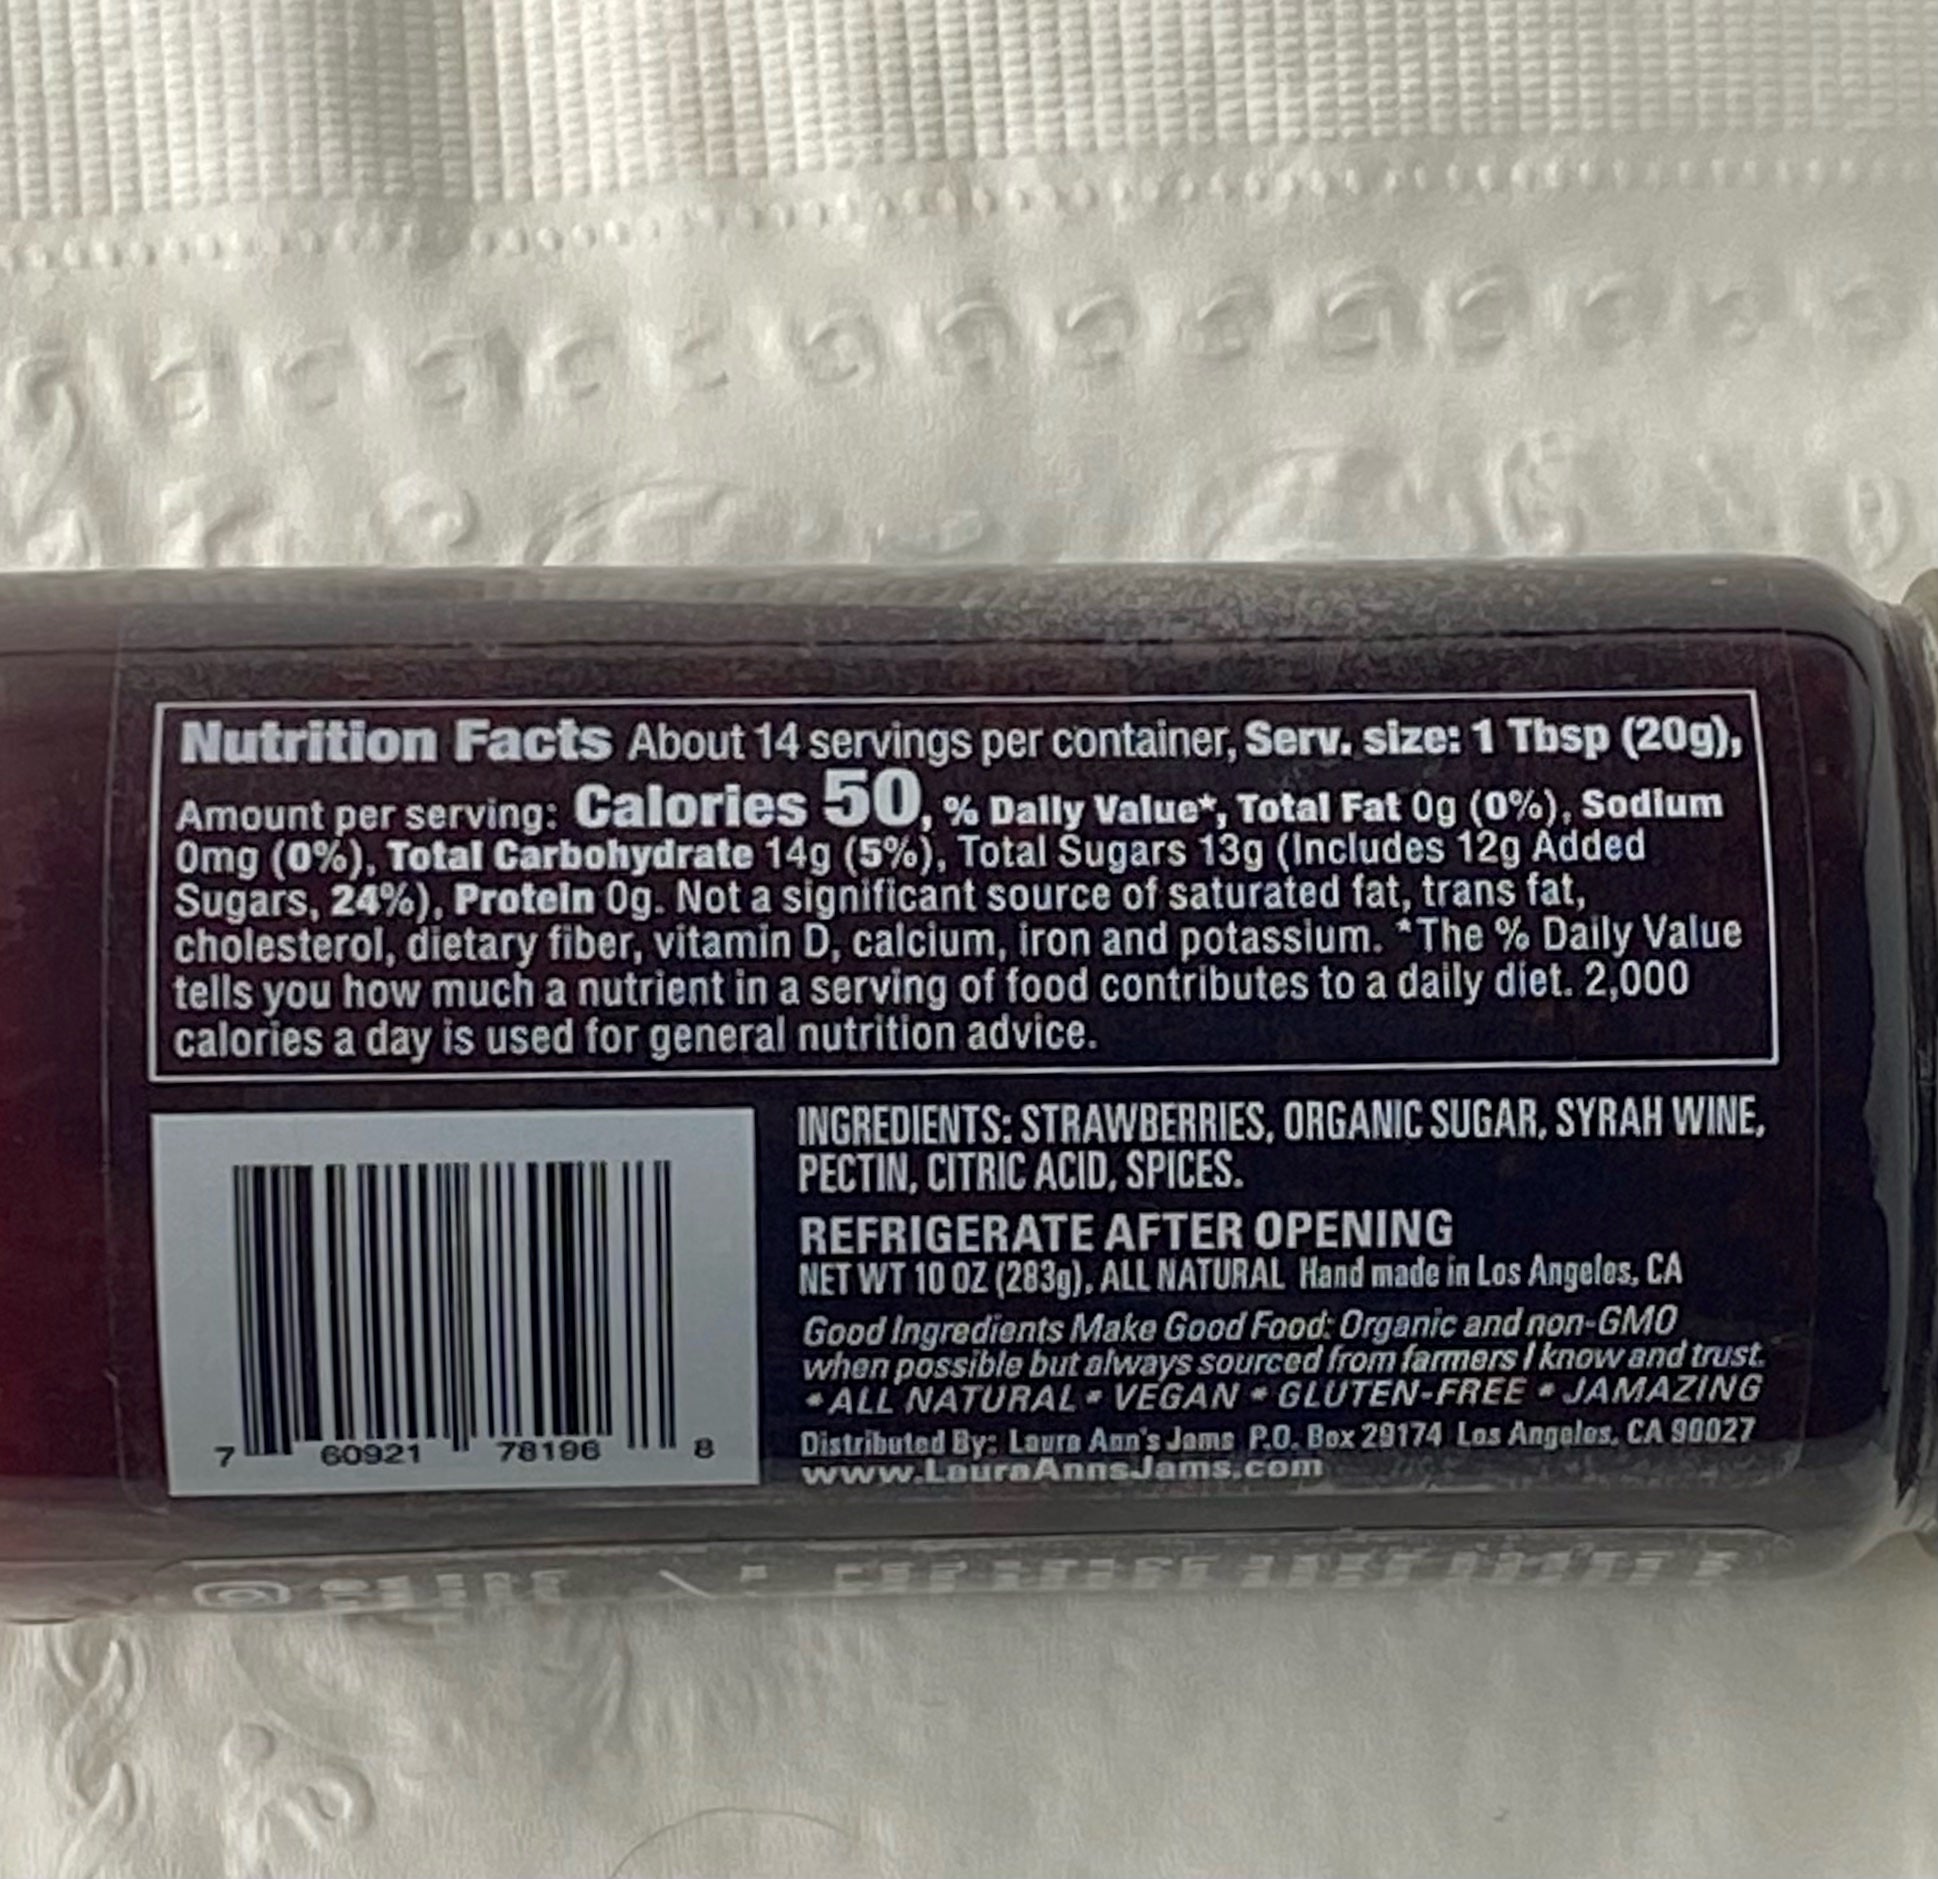 Nutrition Facts About 14 servings per container, Serv. size: 1 Tbsp (20g),
Amount per serving: Calories 50, % Daily Value*, Total Fat 0g (0%), Sodium
0mg (0%), Total Carbohydrate 14g (5%), Total Sugars 13g (Includes 12g Added
Sugars, 24%), Protein 0g. Not a significant source of saturated fat, trans fat,
cholesterol, dietary fiber, vitamin D, calcium, iron and potassium. *The % Daily Value
tells you how much a nutrient in a serving of food contributes to a daily diet. 2,000
calories a day is used for general nutrition advice.
INGREDIENTS: STRAWBERRIES, ORGANIC SUGAR, SYRAH WINE,
PECTIN, CITRIC ACID, SPICES.
REFRIGERATE AFTER OPENING
NET WT 10 OZ (283g), ALL NATURAL Hand made in Los Angeles, CA
Good Ingredients Make Good Food: Organic and non-GMO
when possible but always sourced from farmers I know and trust.
* ALL NATURAL * VEGAN * GLUTEN-FREE * JAMAZING
Distributed By: Laura Ann's Jams P.O. Box 29174 Los Angeles, CA 90027
www.LauraAnnsJams.com
7 60921 78196 8